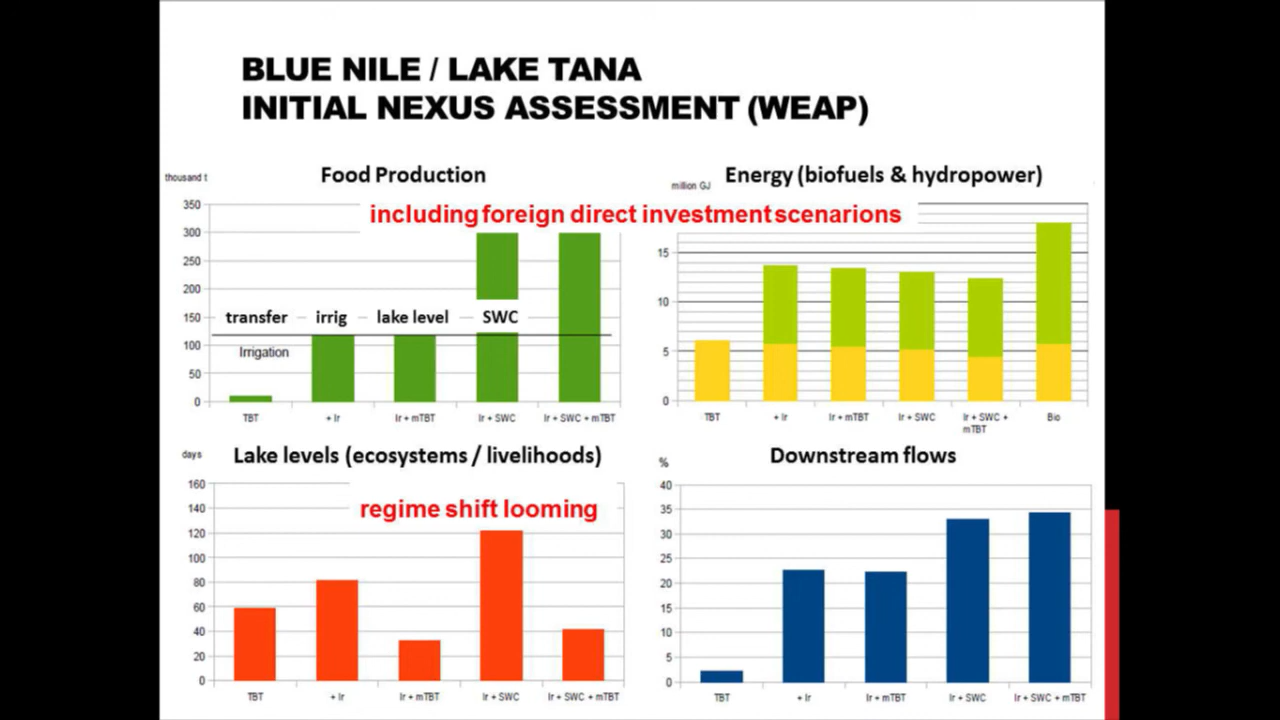 BLUE NILE / LAKE TANA
INITIAL NEXUS ASSESSMENT (WEAP)
thousand t
Food Production
including foreign direct investment scenarions
350
300
250
200
150
100
50
0
transfer
irrig
lake level
SWC
Irrigation
TBT
+ Ir
Ir + mTBT
Ir + SWC
Ir + SWC + mTBT
million GJ
Energy (biofuels & hydropower)
15
10
5
0
TBT
+ Ir
Ir + mTBT
Ir + SWC
Ir + SWC +
mTBT
Bio
days
Lake levels (ecosystems / livelihoods)
regime shift looming
160
140
120
100
80
60
40
20
0
TBT
+ Ir
Ir + mTBT
Ir + SWC
Ir + SWC + mTBT
%
Downstream flows
40
35
30
25
20
15
10
5
0
TBT
+ Ir
Ir + mTBT
Ir + SWC
Ir + SWC + mTBT